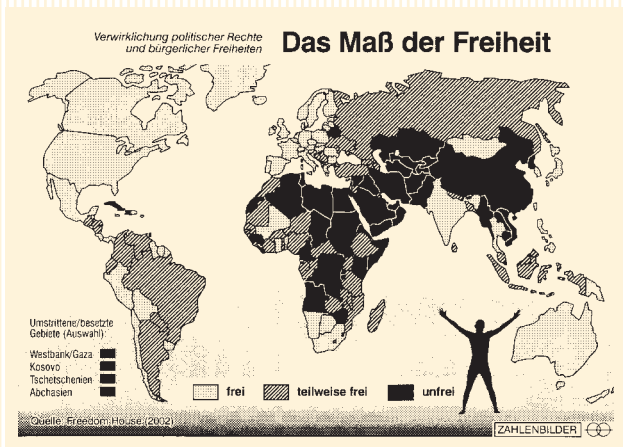 Verwirklichung politischer Rechte
und bürgerlicher Freiheiten
Das Maß der Freiheit
Umstrittene/besetzte
Gebiete (Auswahl):
Westbank/Gaza
Kosovo
Tschetschenien
Abchasien
frei
teilweise frei
unfrei
Quelle: Freedom House (2002)
ZAHLENBILDER